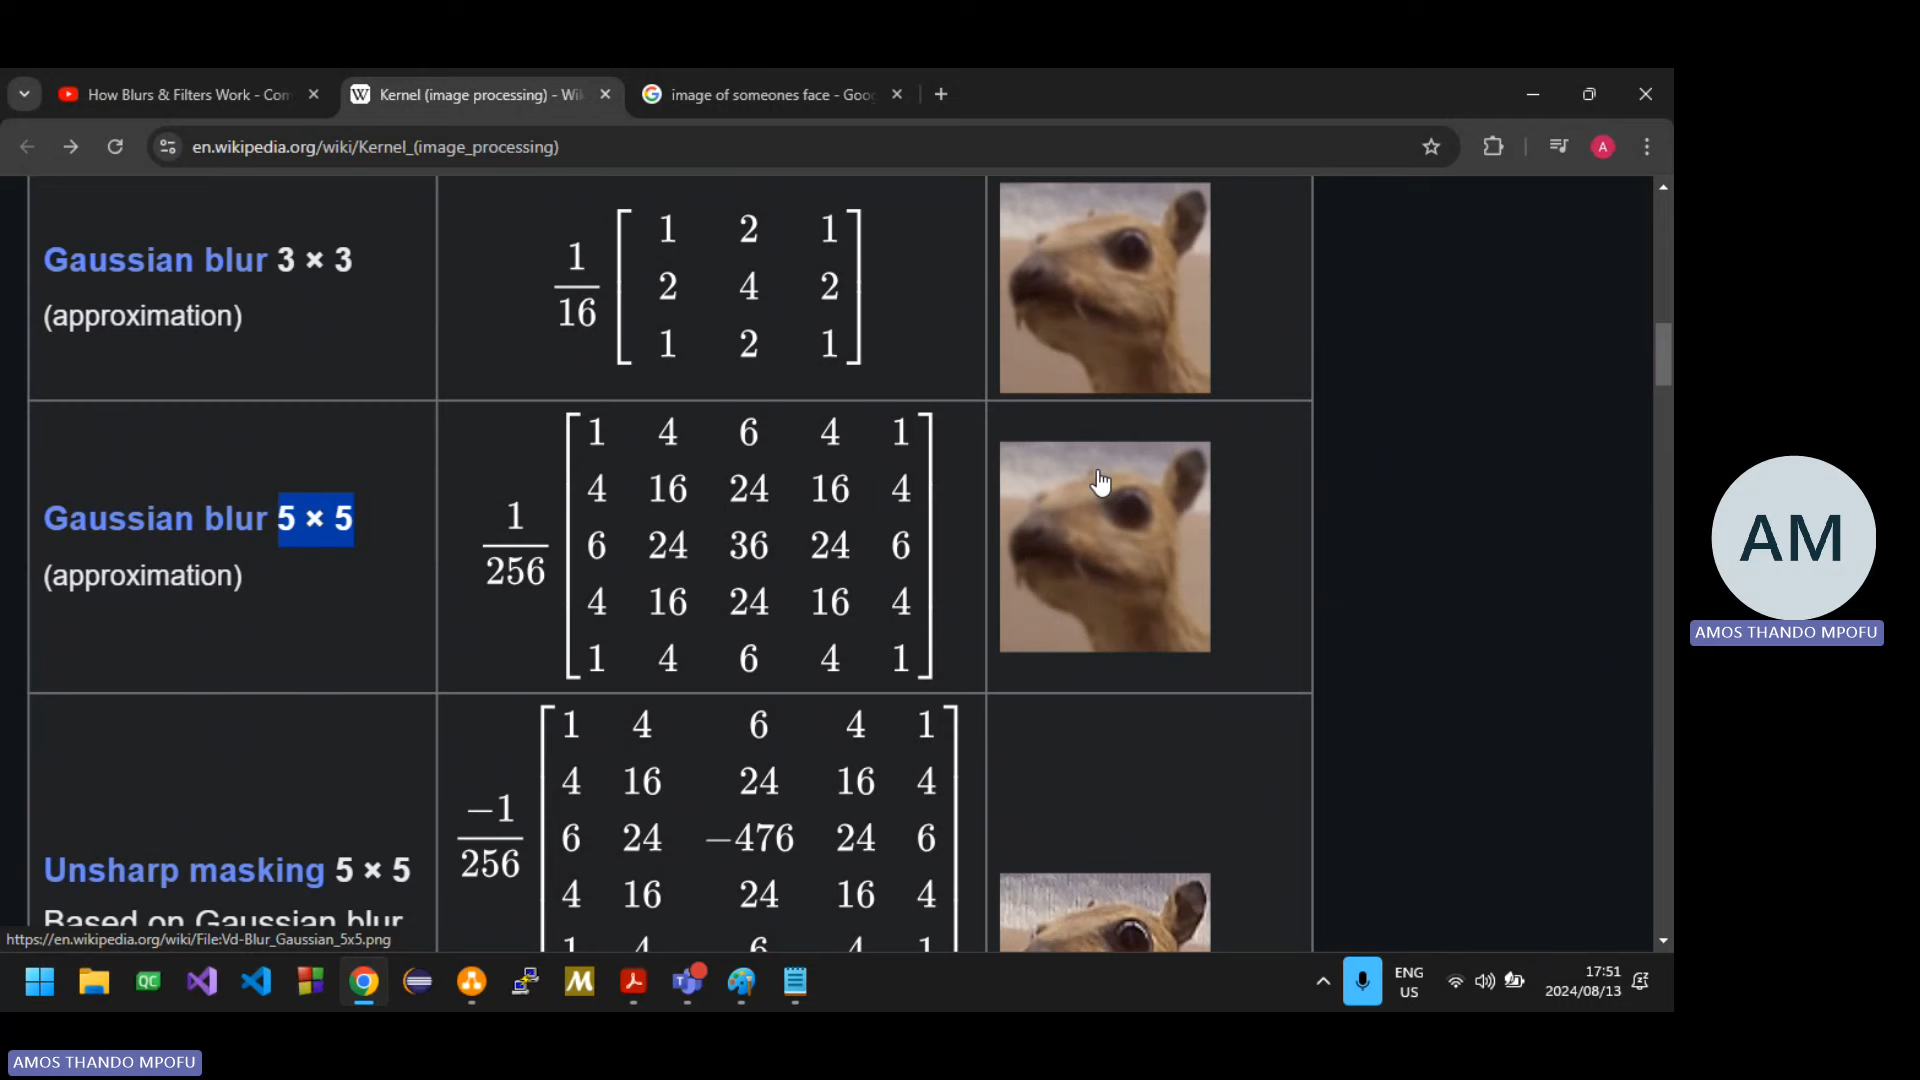 How Blurs & Filters Work - Com
Kernel (image processing) - Wi
image of someones face - Goo
en.wikipedia.org/wiki/Kernel_(image_processing)
A
Gaussian blur 3 × 3
(approximation)
1
16
1 2 1
2 4 2
1 2 1
Gaussian blur 5 × 5
(approximation)
1
256
1 4 6 4 1
4 16 24 16 4
6 24 36 24 6
4 16 24 16 4
1 4 6 4 1
Unsharp masking 5 × 5
Based on Gaussian blur
−1
256
1 4 6 4 1
4 16 24 16 4
6 24 −476 24 6
4 16 24 16 4
1 4 6 4 1
https://en.wikipedia.org/wiki/File:Vd-Blur_Gaussian_5x5.png
QC
M
ENG
US
17:51
2024/08/13
AM
AMOS THANDO MPOFU
AMOS THANDO MPOFU